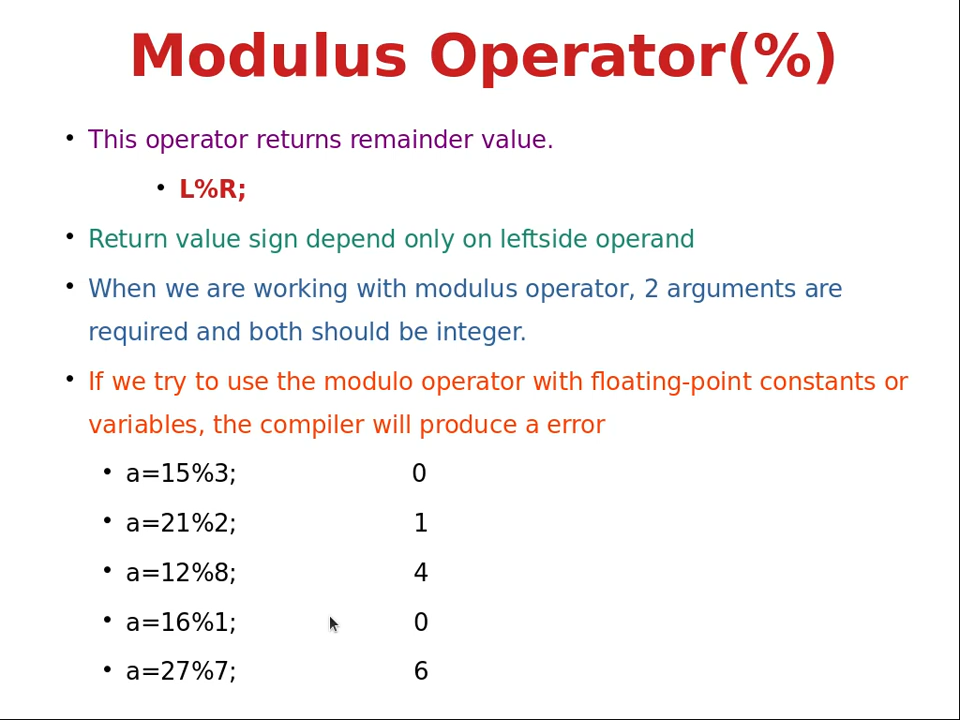 Modulus Operator(%)
• This operator returns remainder value.
• L%R;
• Return value sign depend only on leftside operand
• When we are working with modulus operator, 2 arguments are
required and both should be integer.
• If we try to use the modulo operator with floating-point constants or
variables, the compiler will produce a error
• a=15%3; 0
• a=21%2; 1
• a=12%8; 4
• a=16%1; 0
• a=27%7; 6